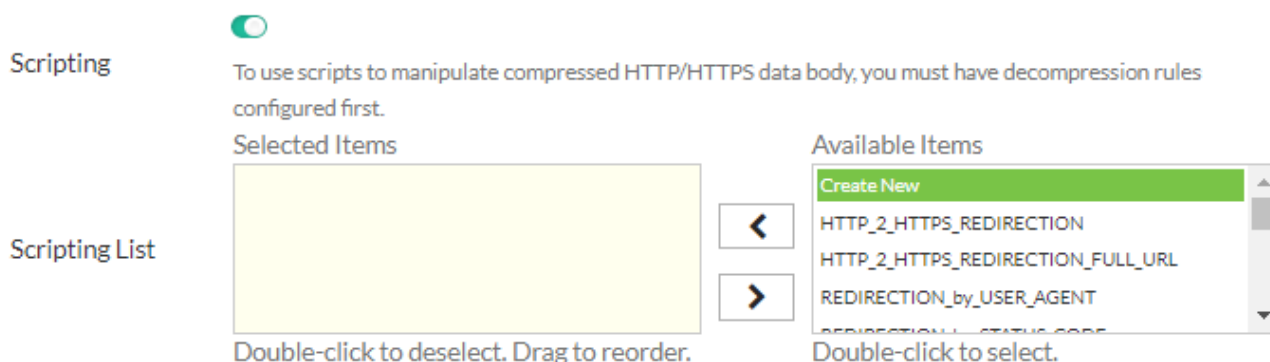 Scripting
To use scripts to manipulate compressed HTTP/HTTPS data body, you must have decompression rules
configured first.
Selected Items
Available Items
Create New
HTTP_2_HTTPS_REDIRECTION
HTTP_2_HTTPS_REDIRECTION_FULL_URL
REDIRECTION_by_USER_AGENT
REDIRECTION_by_STATUS_CODE
Scripting List
Double-click to deselect. Drag to reorder.
Double-click to select.